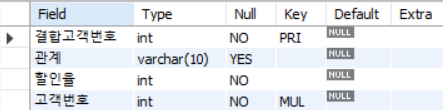 Field Type Null Key Default Extra
결합고객번호 int NO PRI NULL
관계 varchar(10) YES NULL
할인율 int NO NULL
고객번호 int NO MUL NULL